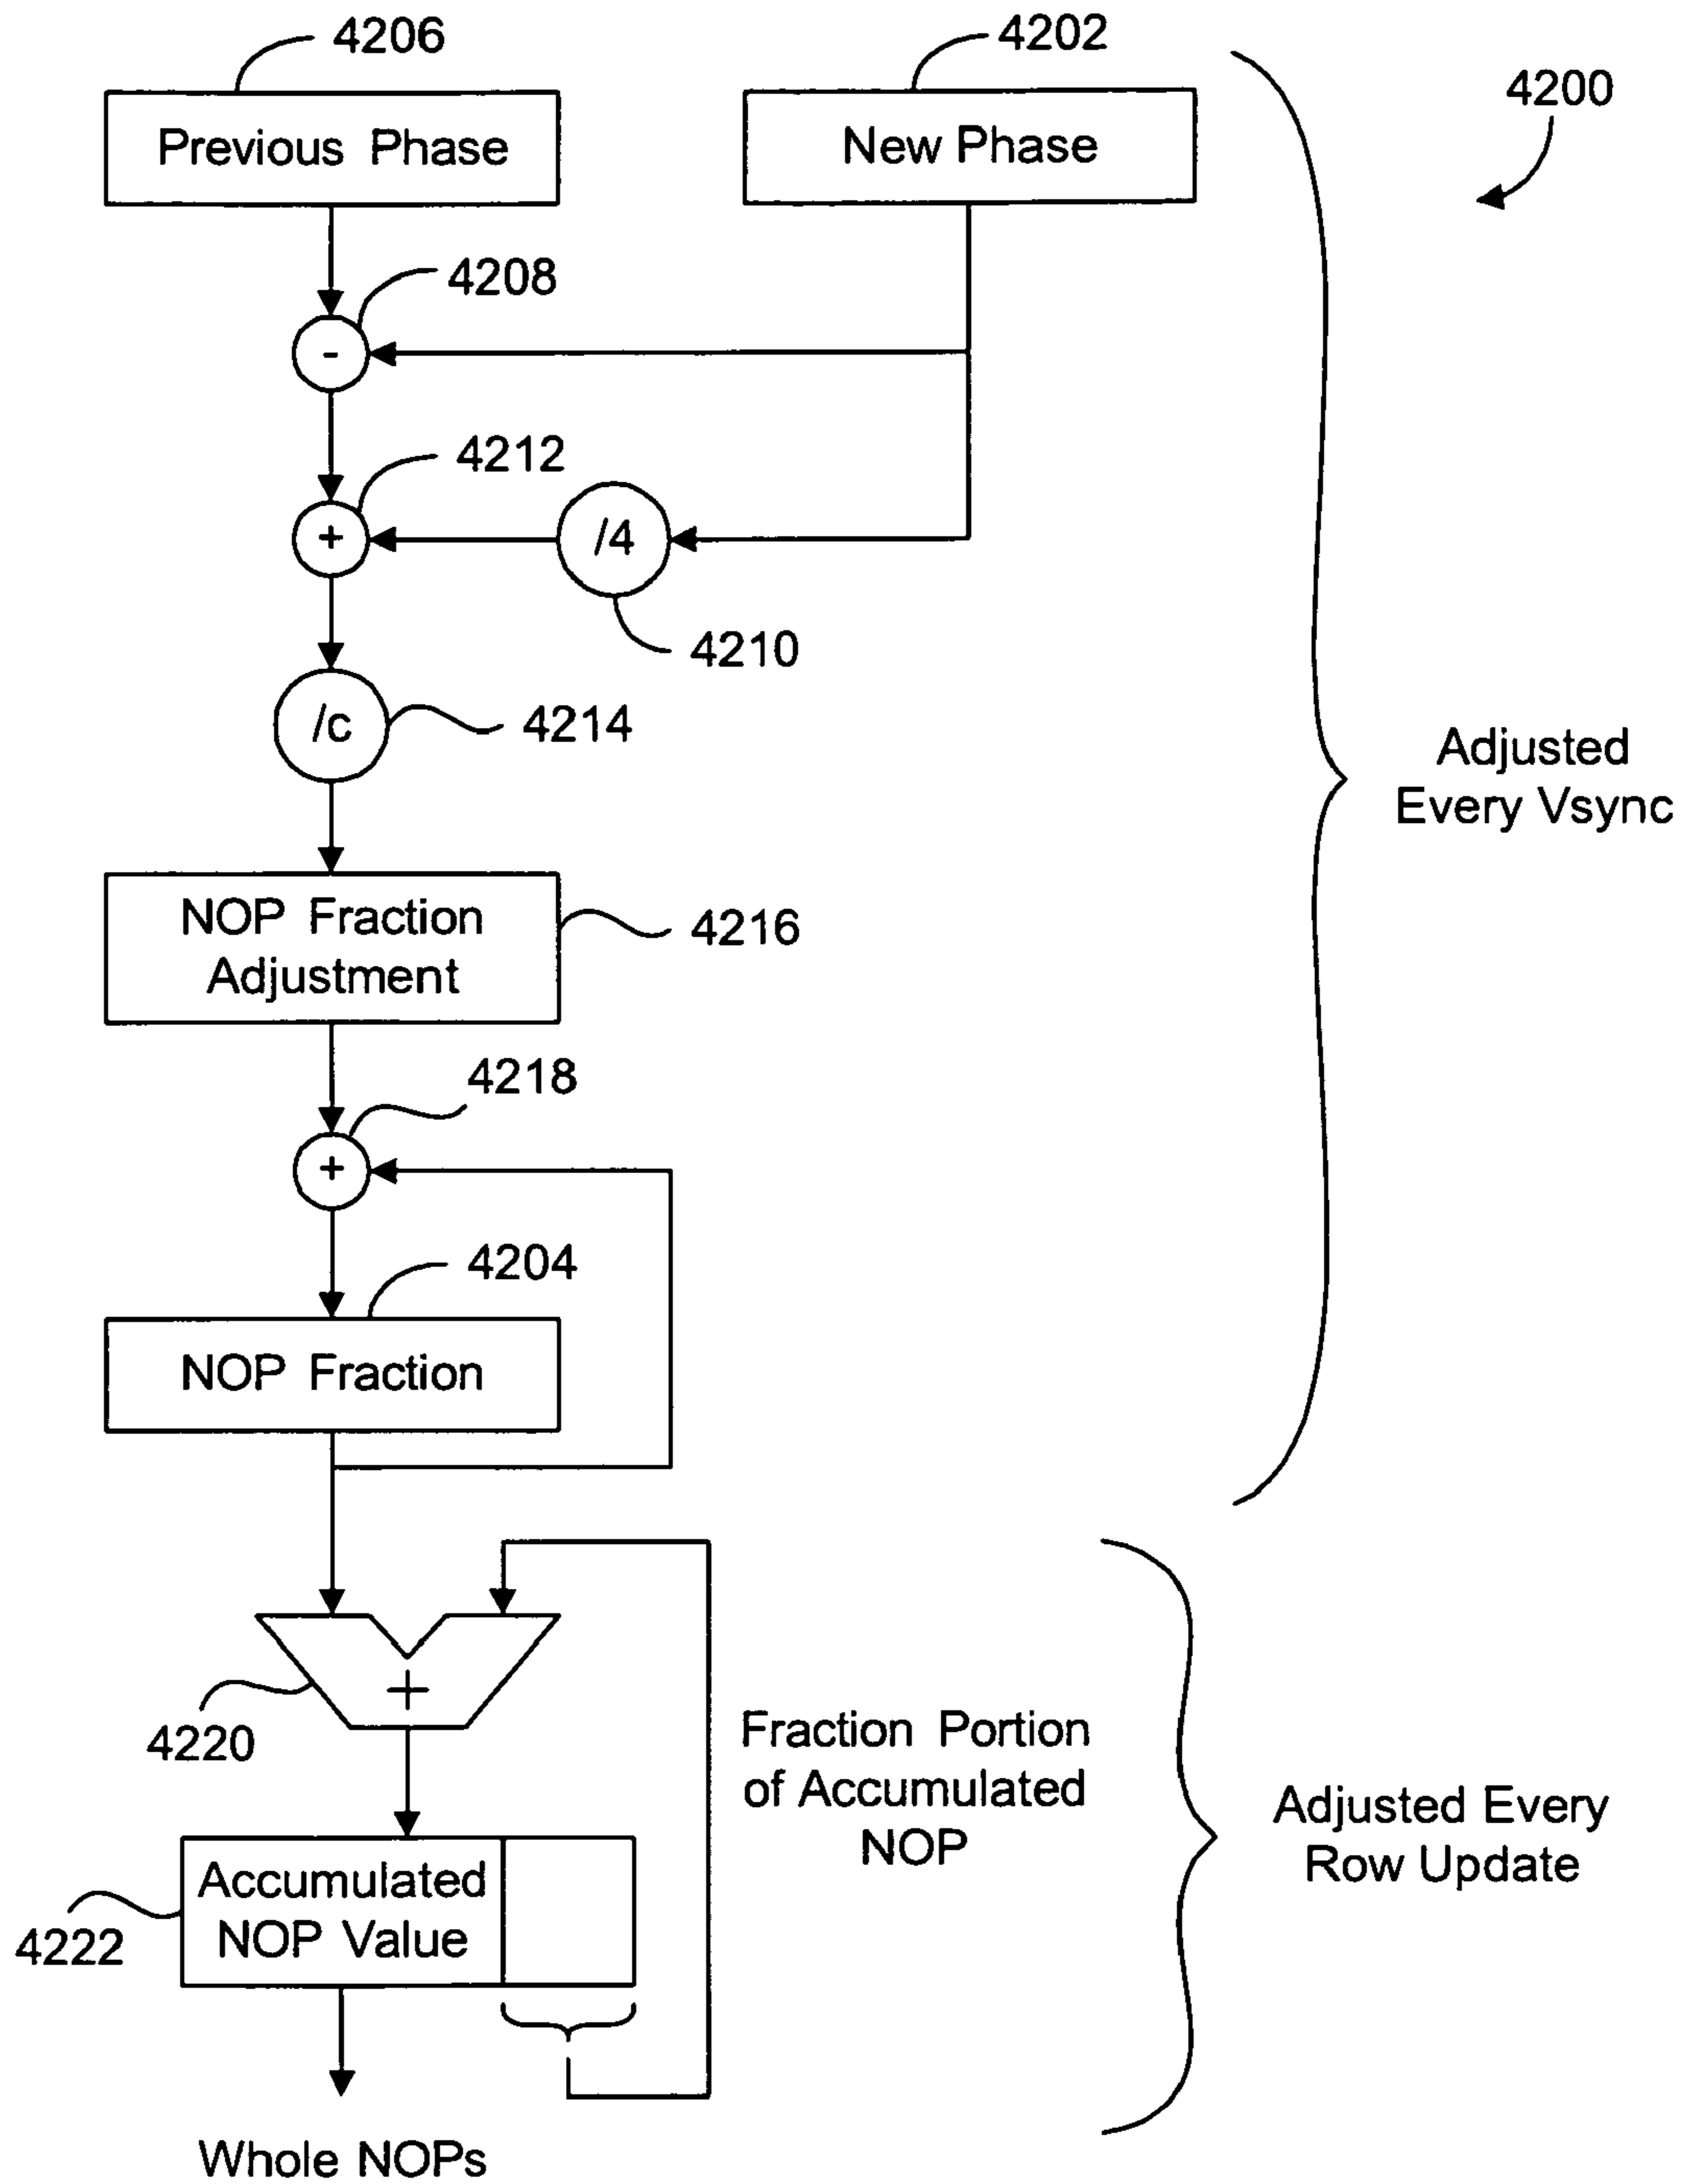 4206
4202
4200
Previous Phase
New Phase
4208
-
4212
+
/4
4210
/c
4214
Adjusted
Every Vsync
NOP Fraction
Adjustment
4216
4218
+
4204
NOP Fraction
+
4220
Fraction Portion
of Accumulated
NOP
Adjusted Every
Row Update
Accumulated
NOP Value
4222
Whole NOPs